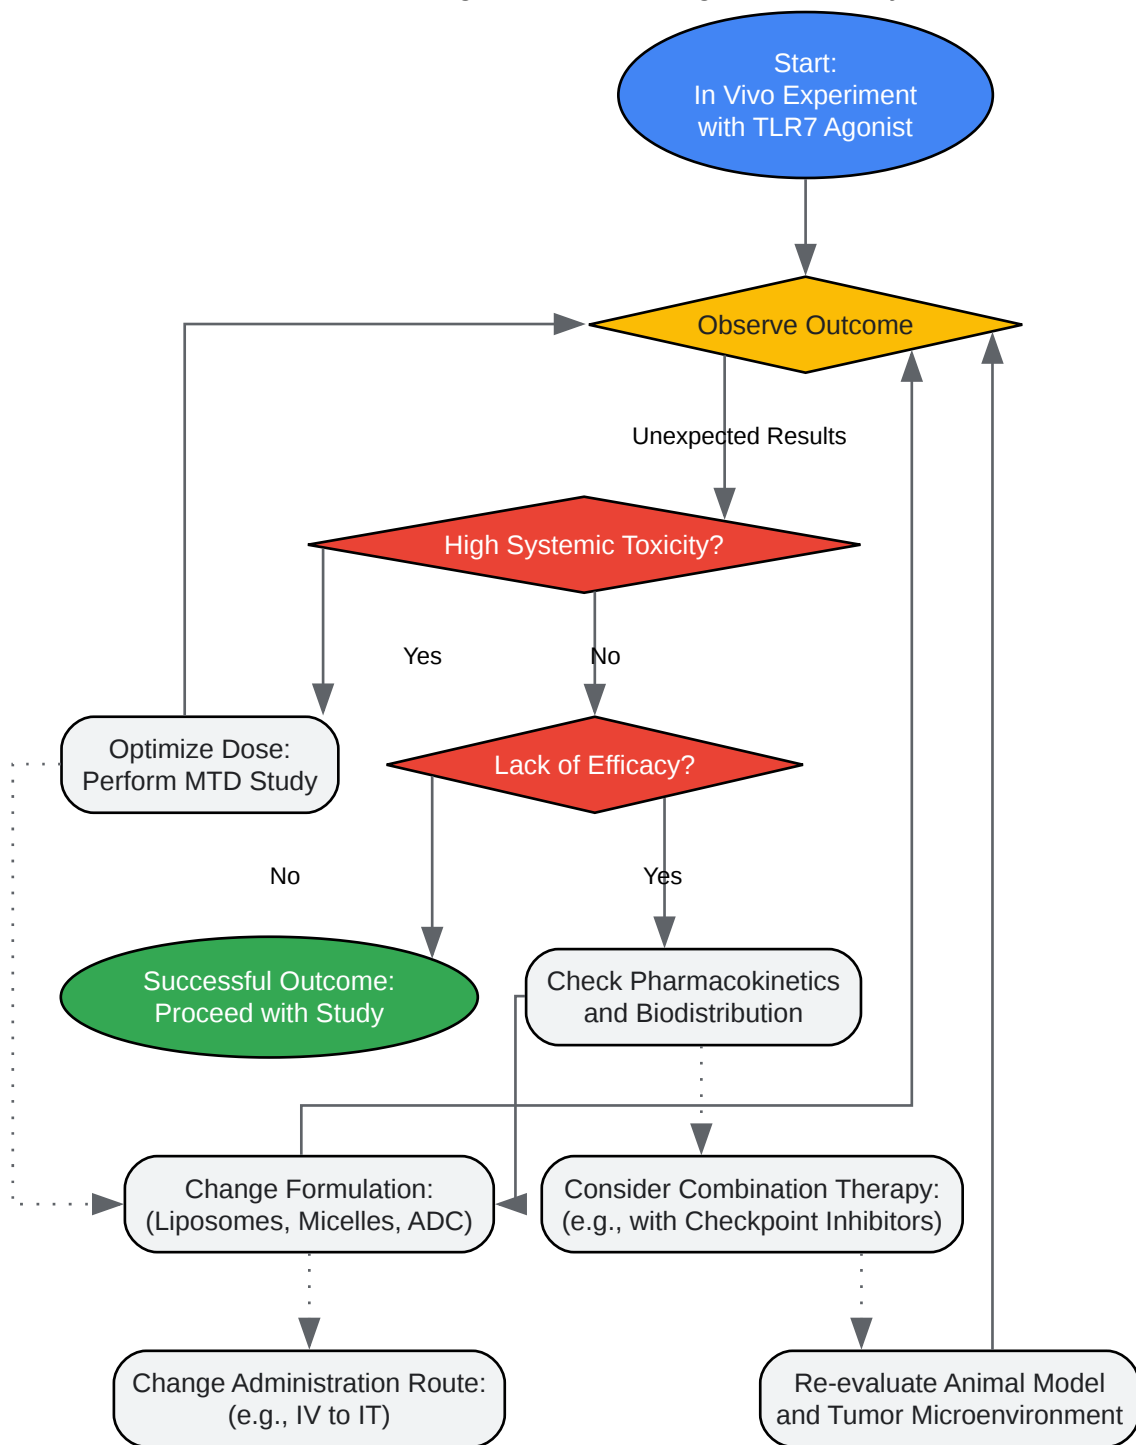 Start:
In Vivo Experiment
with TLR7 Agonist
Observe Outcome
Unexpected Results
High Systemic Toxicity?
Yes
No
Optimize Dose:
Perform MTD Study
Lack of Efficacy?
No
Yes
Successful Outcome:
Proceed with Study
Check Pharmacokinetics
and Biodistribution
Change Formulation:
(Liposomes, Micelles, ADC)
Consider Combination Therapy:
(e.g., with Checkpoint Inhibitors)
Change Administration Route:
(e.g., IV to IT)
Re-evaluate Animal Model
and Tumor Microenvironment